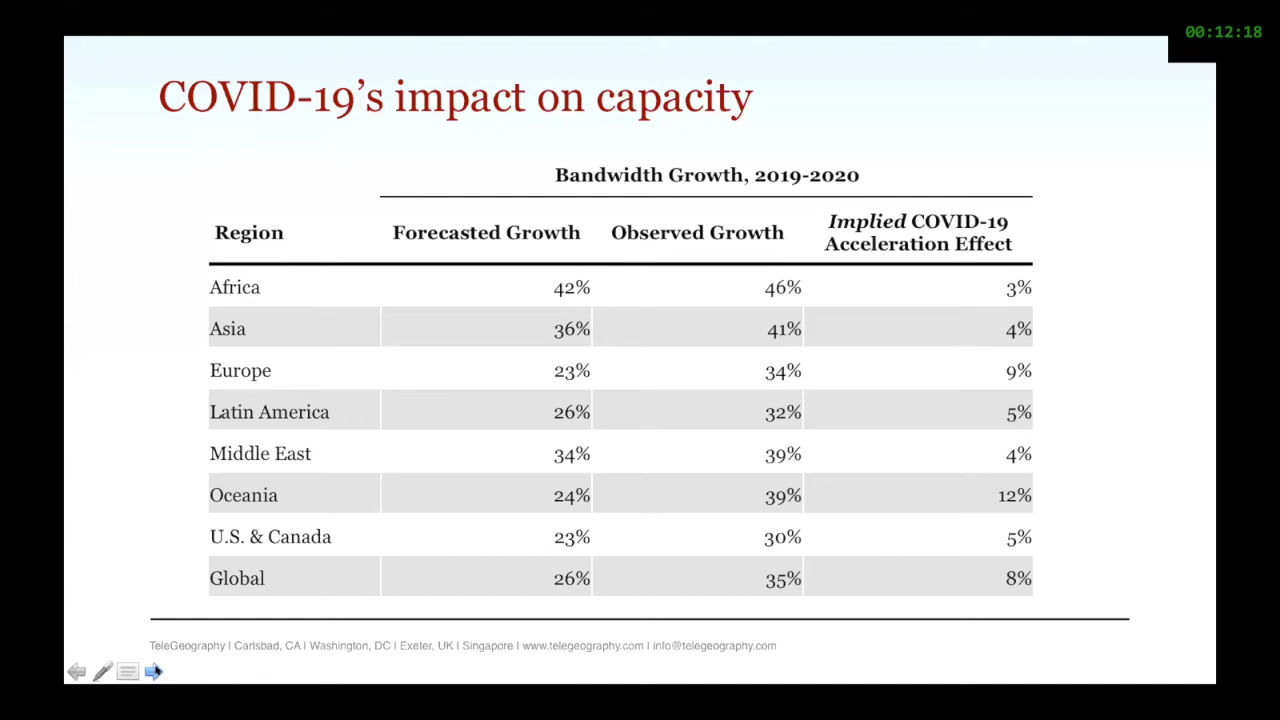 00:12:18
COVID-19’s impact on capacity
Bandwidth Growth, 2019-2020
Region Forecasted Growth Observed Growth Implied COVID-19 Acceleration Effect
Africa 42% 46% 3%
Asia 36% 41% 4%
Europe 23% 34% 9%
Latin America 26% 32% 5%
Middle East 34% 39% 4%
Oceania 24% 39% 12%
U.S. & Canada 23% 30% 5%
Global 26% 35% 8%
TeleGeography I Carlsbad, CA I Washington, DC I Exeter, UK I Singapore I www.telegeography.com I info@telegeography.com